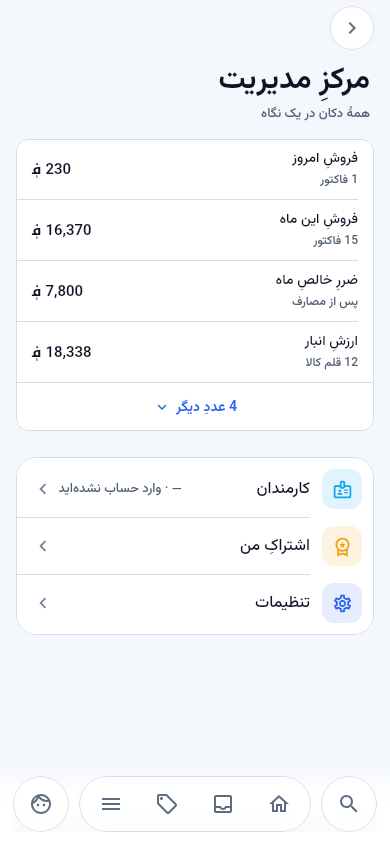 مرکزِ مدیریت
همهٔ دکان در یک نگاه
فروشِ امروز
1 فاکتور
230 ؋
فروشِ این ماه
15 فاکتور
16,370 ؋
ضررِ خالصِ ماه
پس از مصارف
7,800 ؋
ارزشِ انبار
12 قلم کالا
18,338 ؋
4 عددِ دیگر
کارمندان
— · وارد حساب نشده‌اید
اشتراکِ من
تنظیمات